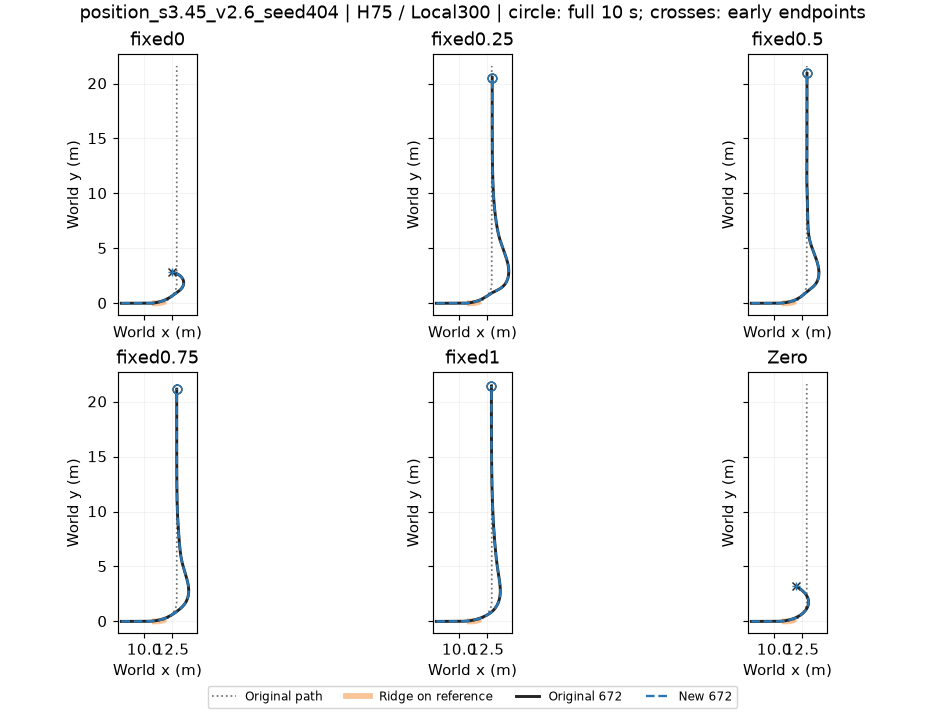 position_s3.45_v2.6_seed404 | H75 / Local300 | circle: full 10 s; crosses: early endpoints
fixed0
fixed0.25
fixed0.5
World y (m)
20
15
10
5
0
World x (m)
World y (m)
World x (m)
World y (m)
World x (m)
fixed0.75
fixed1
Zero
World y (m)
20
15
10
5
0
10.0 12.5
World x (m)
World y (m)
10.0 12.5
World x (m)
World y (m)
10.0 12.5
World x (m)
Original path
Ridge on reference
Original 672
New 672